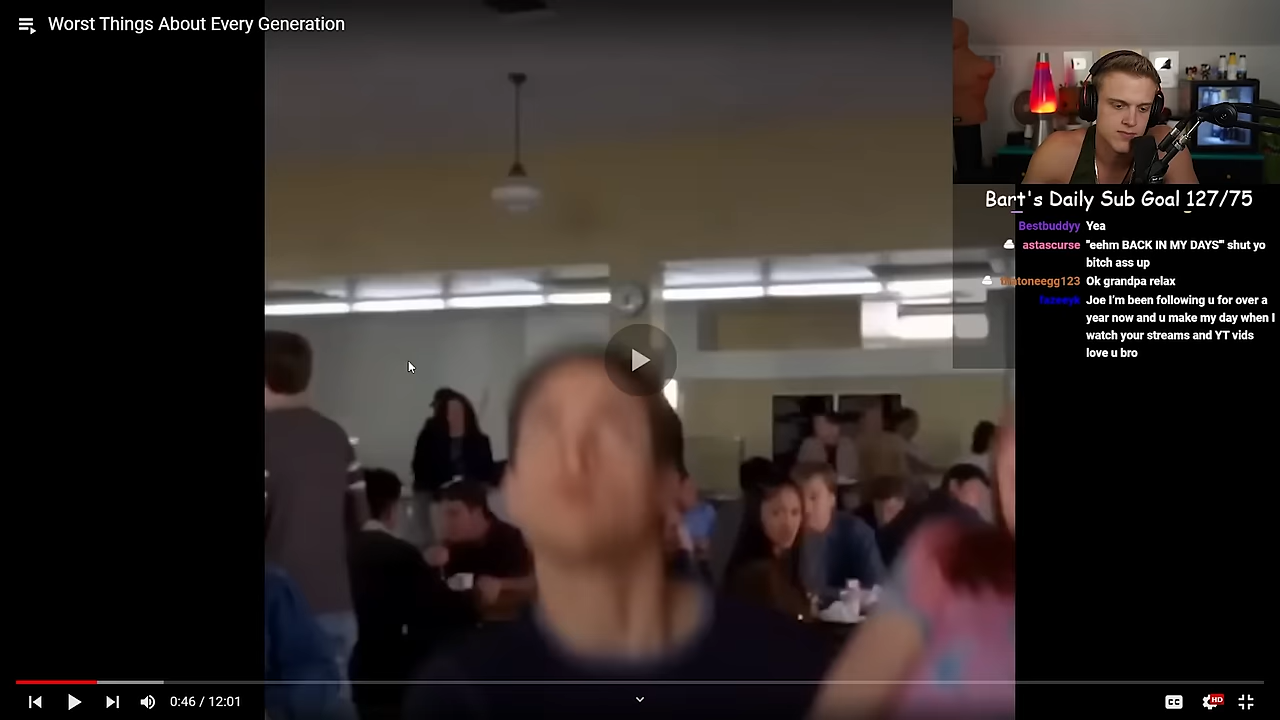 Worst Things About Every Generation
Bart's Daily Sub Goal 127/75
Bestbuddyy Yea
astascurse "eehm BACK IN MY DAYS"' shut yo
bitch ass up
Ok grandpa relax
Joe I'm been following u for over a
year now and u make my day when I
watch your streams and YT vids
love u bro
0:46 / 12:01
CC
HD